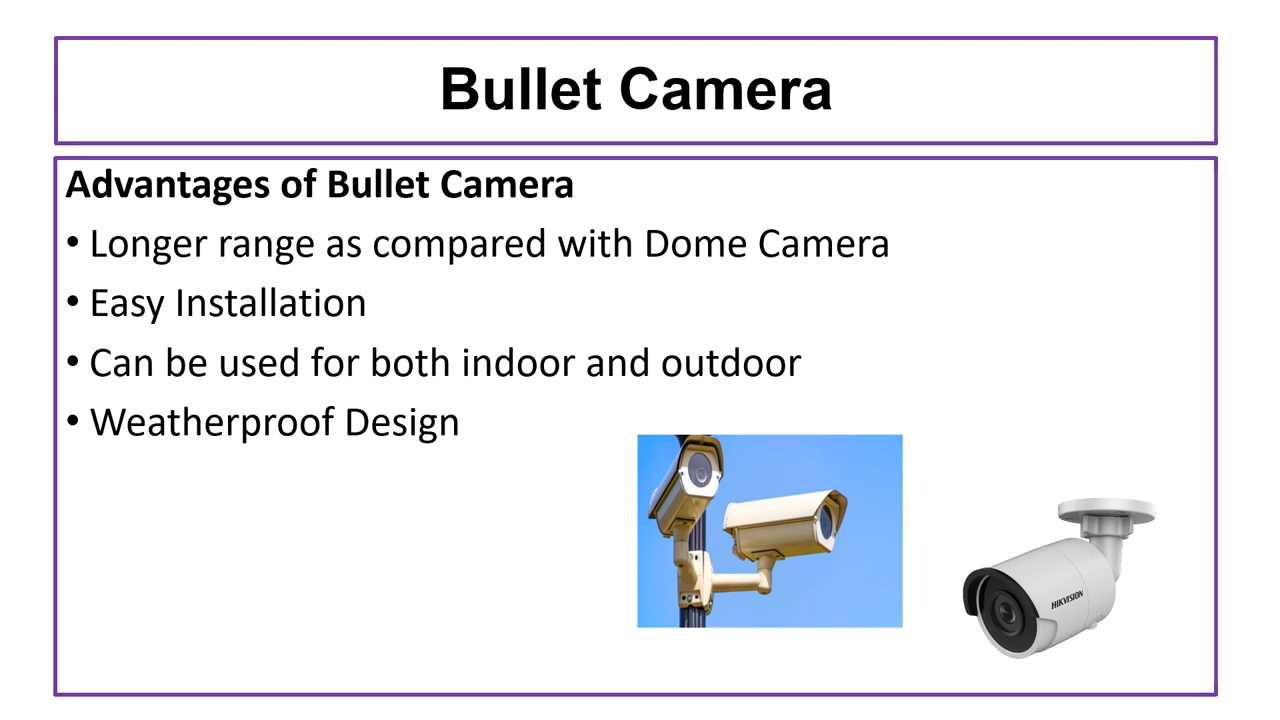 Bullet Camera
Advantages of Bullet Camera
• Longer range as compared with Dome Camera
• Easy Installation
• Can be used for both indoor and outdoor
• Weatherproof Design
HIKVISION